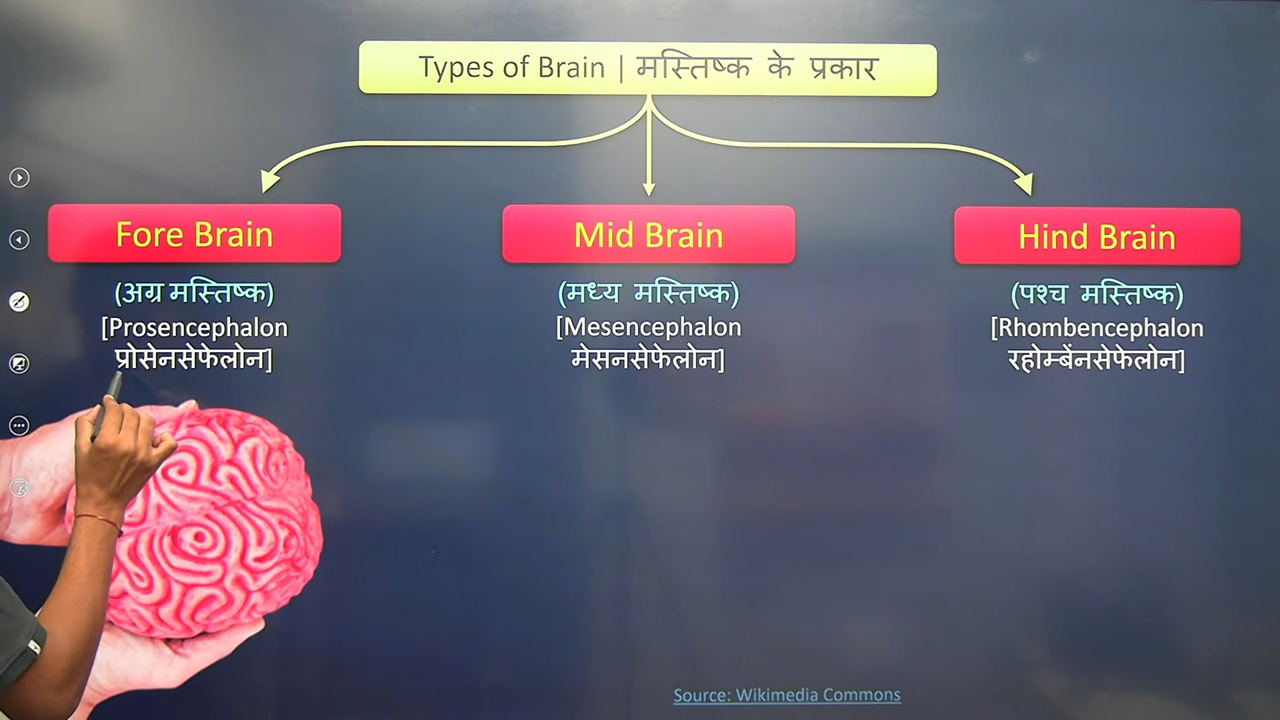 Types of Brain | मस्तिष्क के प्रकार
Fore Brain
(अग्र मस्तिष्क)
[Prosencephalon
प्रोसेनसेफेलोन]
Mid Brain
(मध्य मस्तिष्क)
[Mesencephalon
मेसनसेफेलोन]
Hind Brain
(पश्च मस्तिष्क)
[Rhombencephalon
रहोम्बेंनसेफेलोन]
Source: Wikimedia Commons